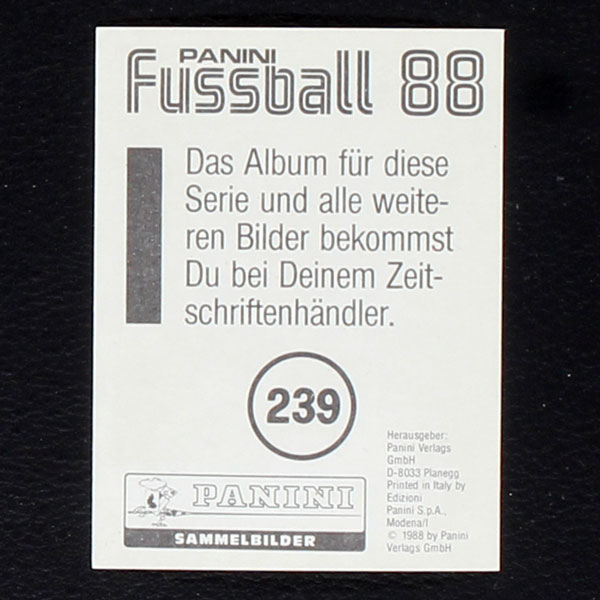 PANINI
Fussball 88
Das Album für diese
Serie und alle weite-
ren Bilder bekommst
Du bei Deinem Zeit-
schriftenhändler.
239
Herausgeber:
Panini Verlags
GmbH
D-8033 Planegg
Printed in Italy by
Edizioni
Panini S.p.A.,
Modena/I
© 1988 by Panini
Verlags GmbH
PANINI
SAMMELBILDER